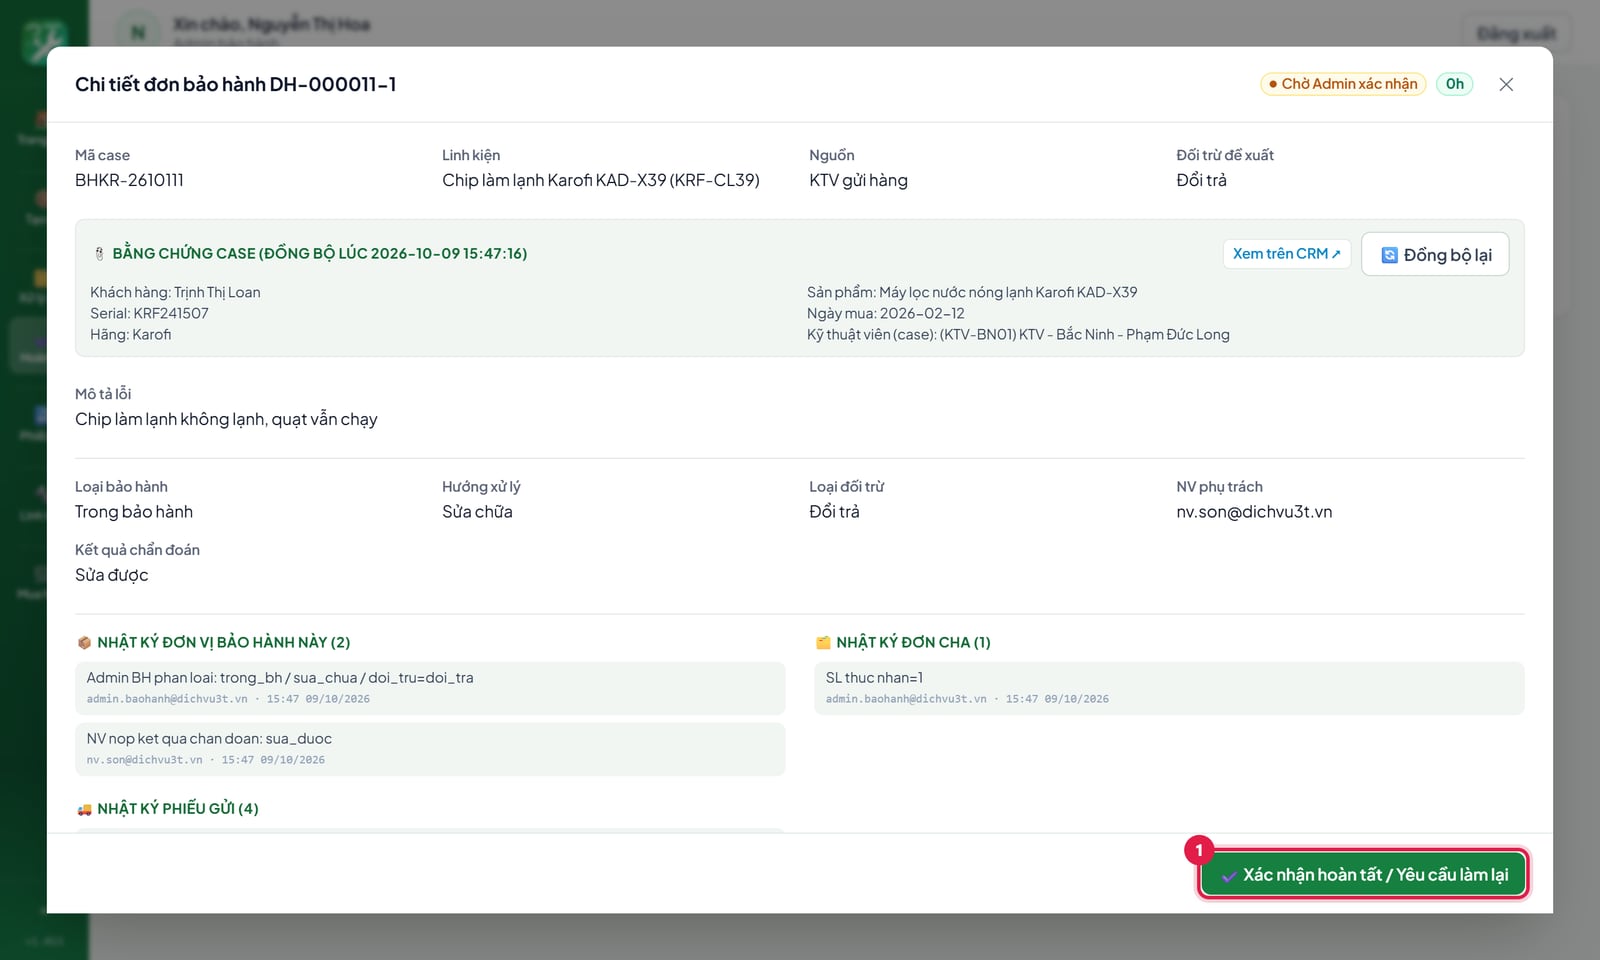 Xin chào, Nguyễn Thị Hoa
Đăng xuất
Chi tiết đơn bảo hành DH-000011-1
Chờ Admin xác nhận
0h
Mã case
BHKR-2610111
Linh kiện
Chip làm lạnh Karofi KAD-X39 (KRF-CL39)
Nguồn
KTV gửi hàng
Đối trừ đề xuất
Đổi trả
BẰNG CHỨNG CASE (ĐỒNG BỘ LÚC 2026-10-09 15:47:16)
Xem trên CRM ↗
Đồng bộ lại
Khách hàng: Trịnh Thị Loan
Sản phẩm: Máy lọc nước nóng lạnh Karofi KAD-X39
Serial: KRF241507
Ngày mua: 2026-02-12
Hãng: Karofi
Kỹ thuật viên (case): (KTV-BN01) KTV - Bắc Ninh - Phạm Đức Long
Mô tả lỗi
Chip làm lạnh không lạnh, quạt vẫn chạy
Loại bảo hành
Trong bảo hành
Hướng xử lý
Sửa chữa
Loại đối trừ
Đổi trả
NV phụ trách
nv.son@dichvu3t.vn
Kết quả chẩn đoán
Sửa được
NHẬT KÝ ĐƠN VỊ BẢO HÀNH NÀY (2)
Admin BH phan loai: trong_bh / sua_chua / doi_tru=doi_tra
admin.baohanh@dichvu3t.vn · 15:47 09/10/2026
NV nop ket qua chan doan: sua_duoc
nv.son@dichvu3t.vn · 15:47 09/10/2026
NHẬT KÝ ĐƠN CHA (1)
SL thuc nhan=1
admin.baohanh@dichvu3t.vn · 15:47 09/10/2026
NHẬT KÝ PHIẾU GỬI (4)
1
Xác nhận hoàn tất / Yêu cầu làm lại